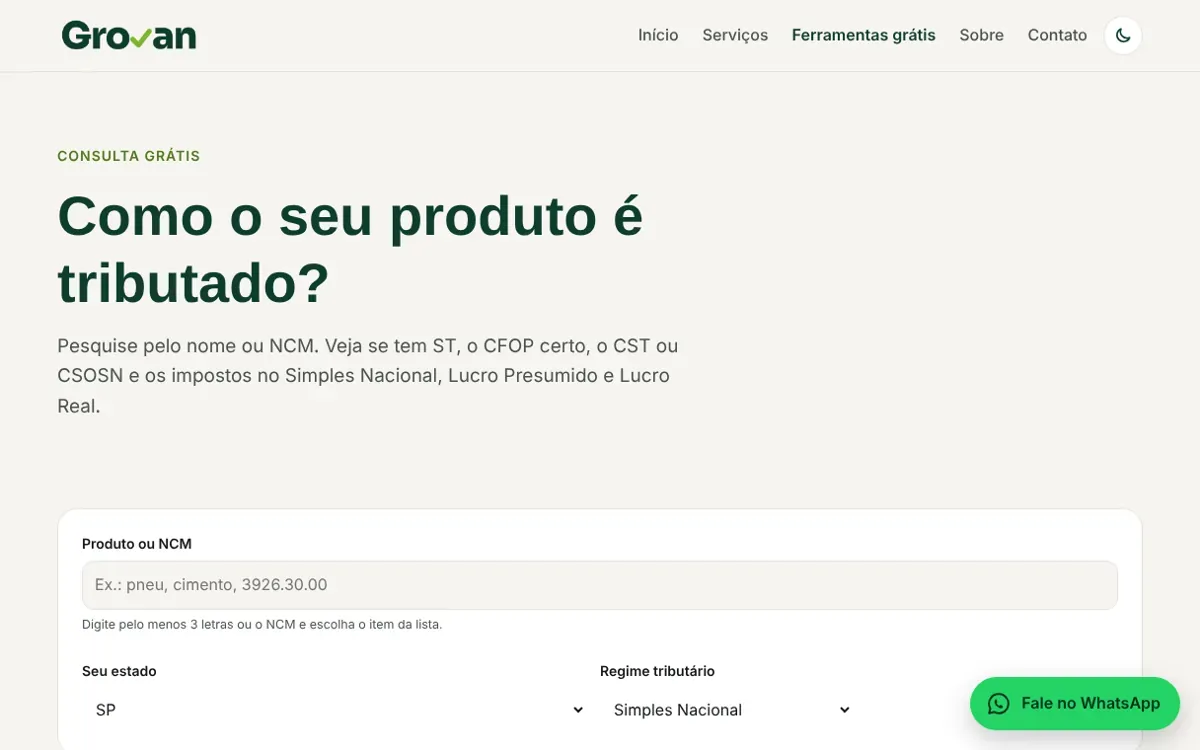 Grovan
Início Serviços Ferramentas grátis Sobre Contato
CONSULTA GRÁTIS
Como o seu produto é
tributado?
Pesquise pelo nome ou NCM. Veja se tem ST, o CFOP certo, o CST ou
CSOSN e os impostos no Simples Nacional, Lucro Presumido e Lucro
Real.
Produto ou NCM
Ex.: pneu, cimento, 3926.30.00
Digite pelo menos 3 letras ou o NCM e escolha o item da lista.
Seu estado Regime tributário
SP Simples Nacional
Fale no WhatsApp